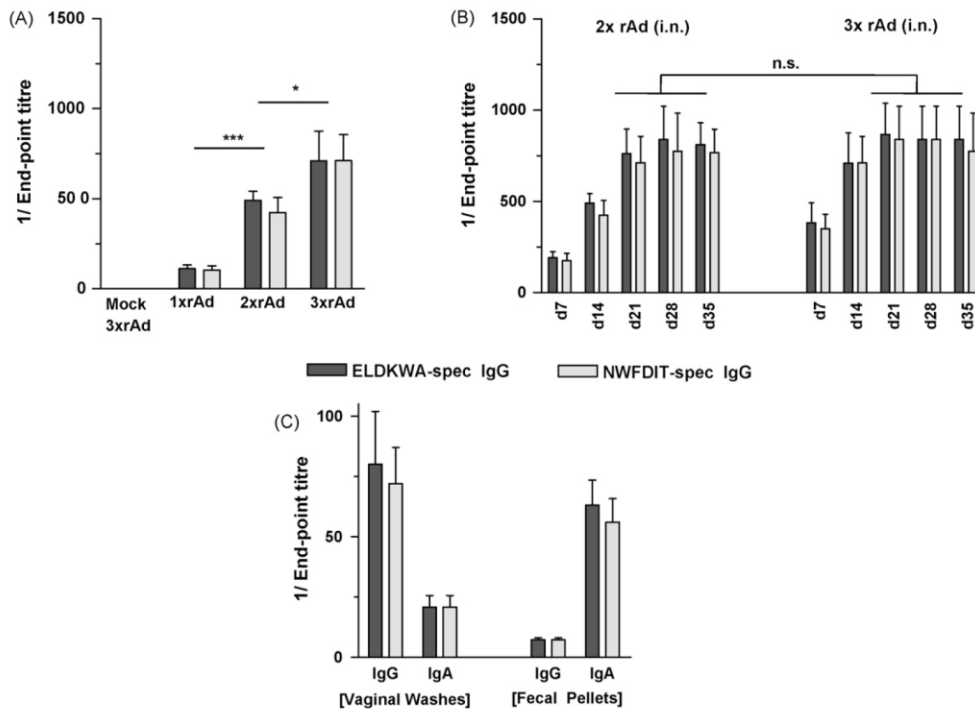 (A)
1500
1000
50 0
0
1/ End-point titre
***
*
Mock
3xrAd
1xrAd
2xrAd
3xrAd
(B)
1500
1000
500
0
1/ End-point titre
2x rAd (i.n.)
3x rAd (i.n.)
n.s.
d7
d14
d21
d28
d35
d7
d14
d21
d28
d35
ELDKWA-spec IgG
NWFDIT-spec IgG
(C)
100
50
0
1/ End-point titre
IgG
IgA
IgG
IgA
[Vaginal Washes]
[Fecal Pellets]